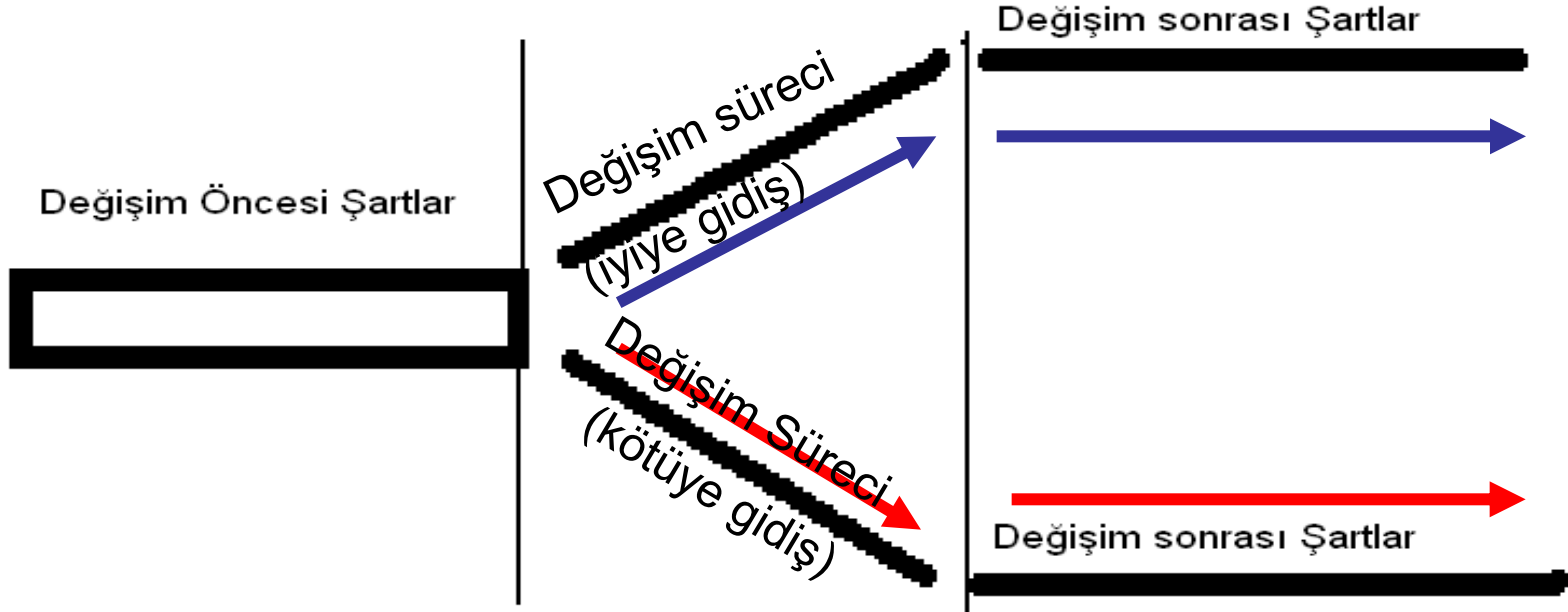 Değişim Öncesi Şartlar
Değişim süreci
(iyiye gidiş)
Değişim Süreci
(kötüye gidiş)
Değişim sonrası Şartlar
Değişim sonrası Şartlar